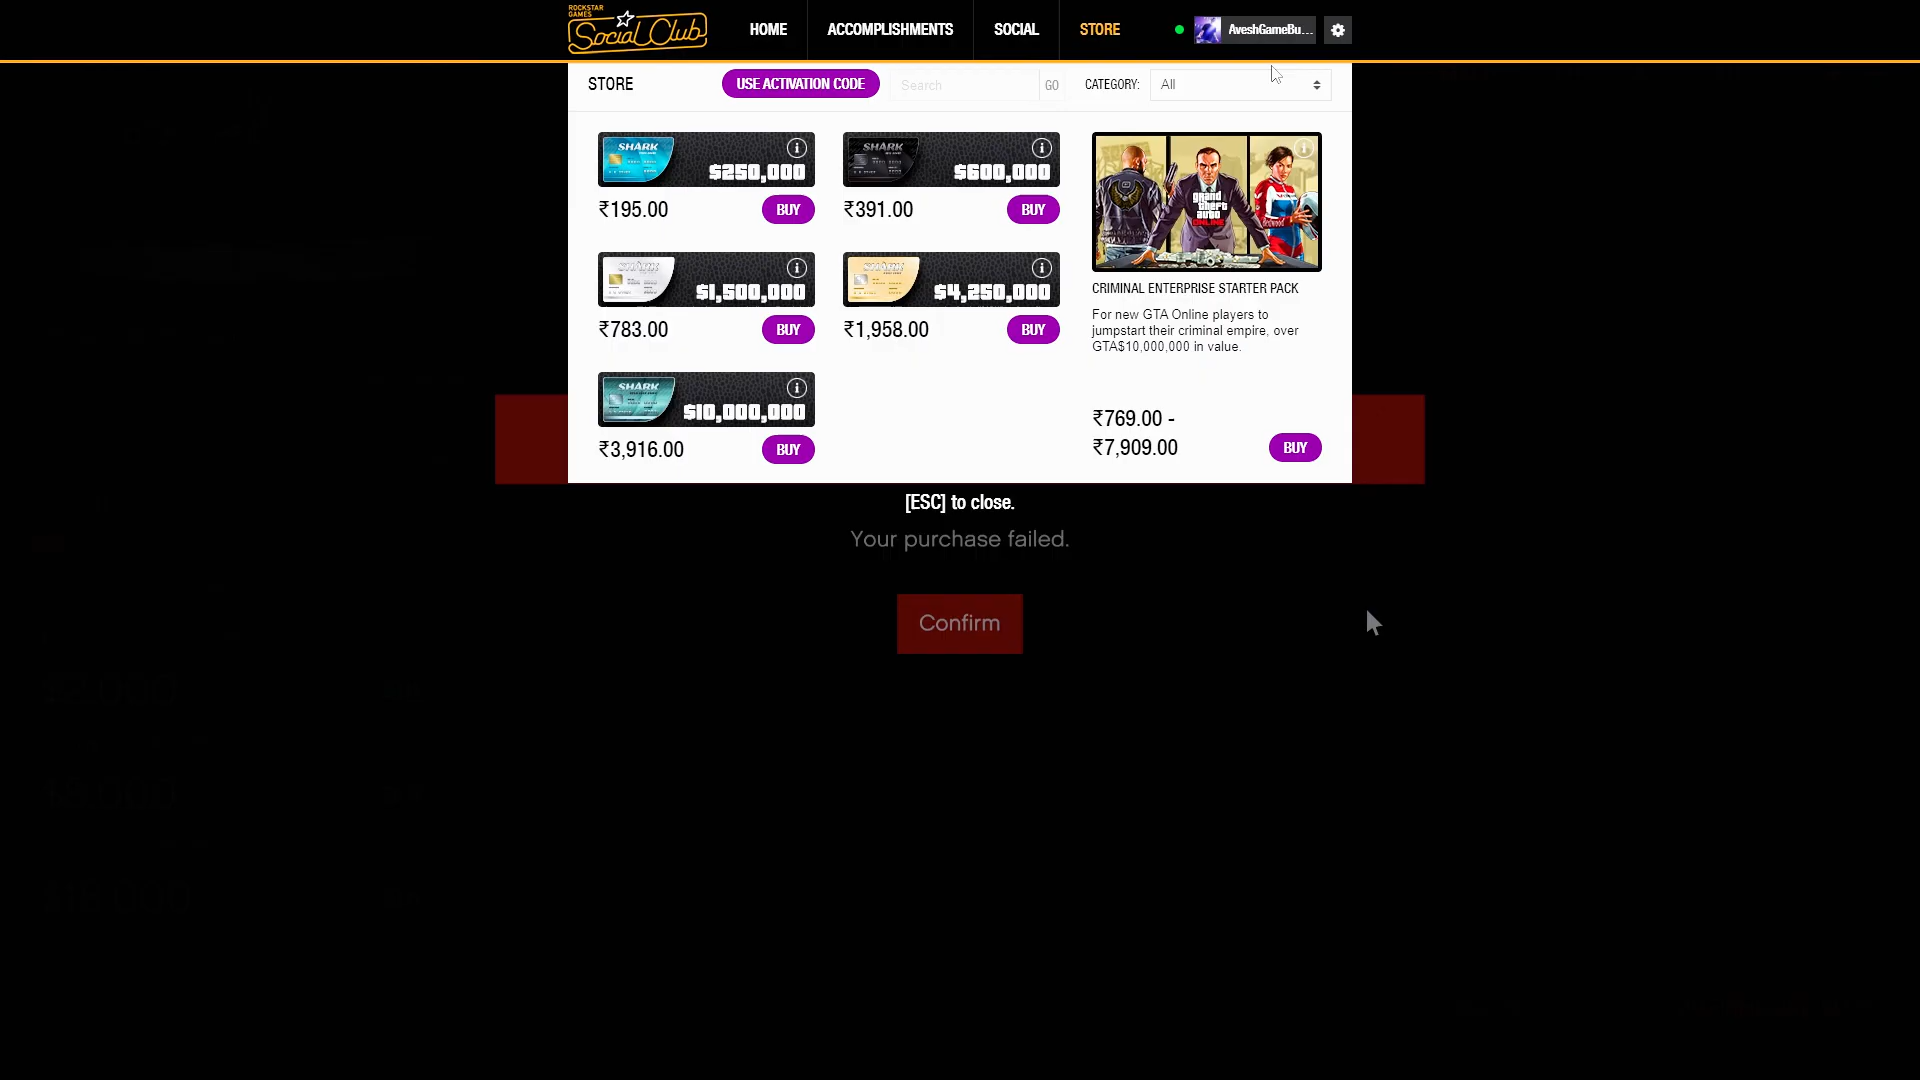 ROCKSTAR
GAMES
Social Club
HOME
ACCOMPLISHMENTS
SOCIAL
STORE
AveshGameBu...
STORE
USE ACTIVATION CODE
Search
GO
CATEGORY:
All
SHARK
$250,000
SHARK
$600,000
₹195.00
BUY
₹391.00
BUY
SHARK
$1,500,000
SHARK
$4,250,000
₹783.00
BUY
₹1,958.00
BUY
SHARK
$10,000,000
₹3,916.00
BUY
grand
theft
auto
ONLINE
CRIMINAL ENTERPRISE STARTER PACK
For new GTA Online players to
jumpstart their criminal empire, over
GTA$10,000,000 in value.
₹769.00 -
₹7,909.00
BUY
[ESC] to close.
Your purchase failed.
Confirm